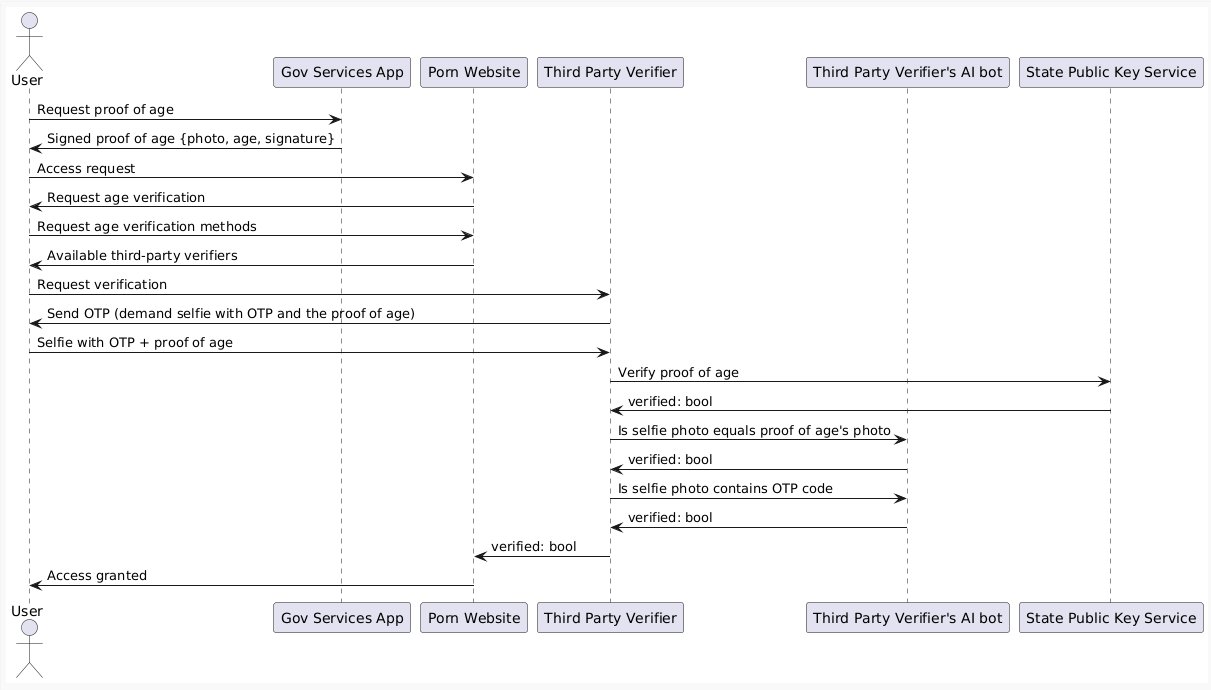 User
Gov Services App
Porn Website
Third Party Verifier
Third Party Verifier's AI bot
State Public Key Service
Request proof of age
Signed proof of age {photo, age, signature}
Access request
Request age verification
Request age verification methods
Available third-party verifiers
Request verification
Send OTP (demand selfie with OTP and the proof of age)
Selfie with OTP + proof of age
Verify proof of age
verified: bool
Is selfie photo equals proof of age's photo
verified: bool
Is selfie photo contains OTP code
verified: bool
verified: bool
Access granted
User
Gov Services App
Porn Website
Third Party Verifier
Third Party Verifier's AI bot
State Public Key Service